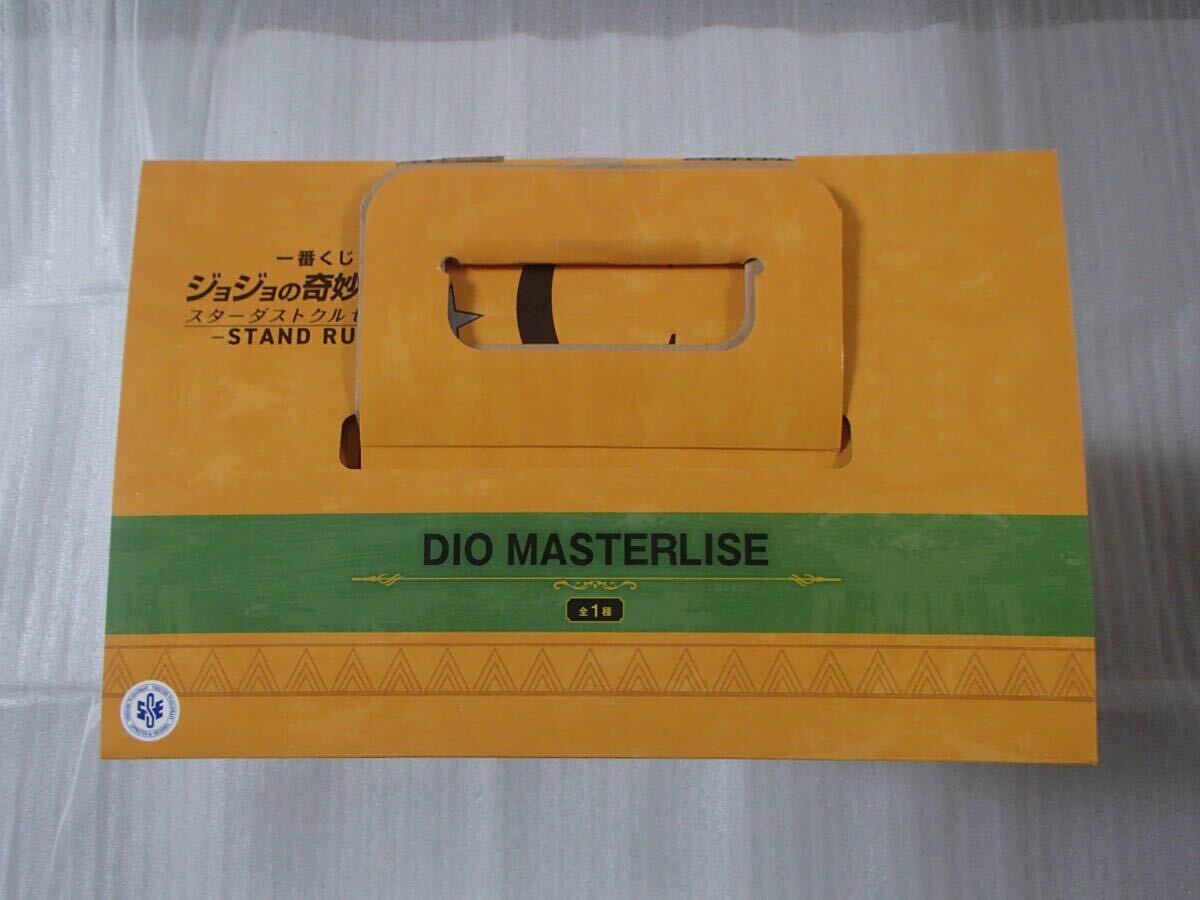 一番くじ
ジョジョの奇妙
スターダストクルセ
-STAND RU
DIO MASTERLISE
全1種